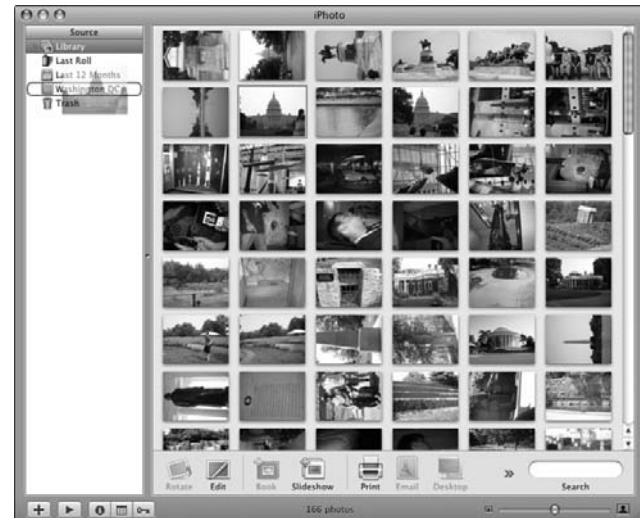 iPhoto
Source
Library
Last Roll
Last 12 Months
Washington DC
Trash
Rotate Edit Book Slideshow Print Email Desktop » Search
166 photos